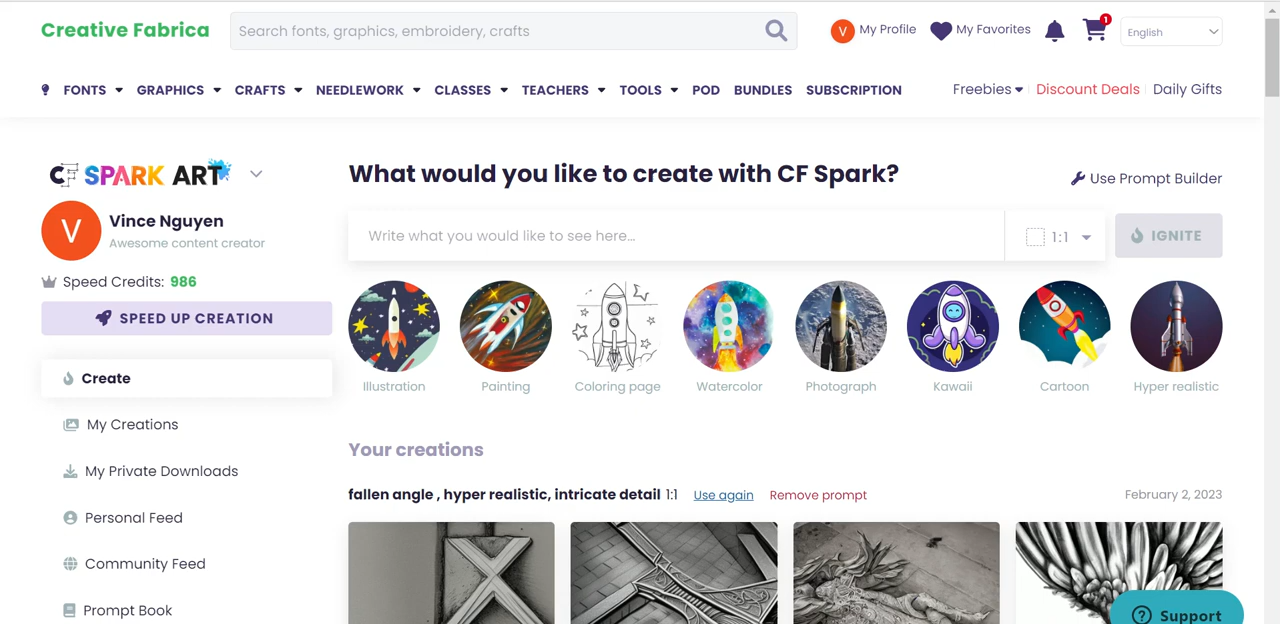 Creative Fabrica
Search fonts, graphics, embroidery, crafts
V
My Profile
My Favorites
1
English
FONTS
GRAPHICS
CRAFTS
NEEDLEWORK
CLASSES
TEACHERS
TOOLS
POD
BUNDLES
SUBSCRIPTION
Freebies
Discount Deals
Daily Gifts
CF SPARK ART
What would you like to create with CF Spark?
Use Prompt Builder
V
Vince Nguyen
Awesome content creator
Write what you would like to see here...
1:1
IGNITE
Speed Credits: 986
SPEED UP CREATION
Illustration
Painting
Coloring page
Watercolor
Photograph
Kawaii
Cartoon
Hyper realistic
Create
My Creations
My Private Downloads
Personal Feed
Community Feed
Prompt Book
Your creations
fallen angle , hyper realistic, intricate detail 1:1
Use again
Remove prompt
February 2, 2023
Support